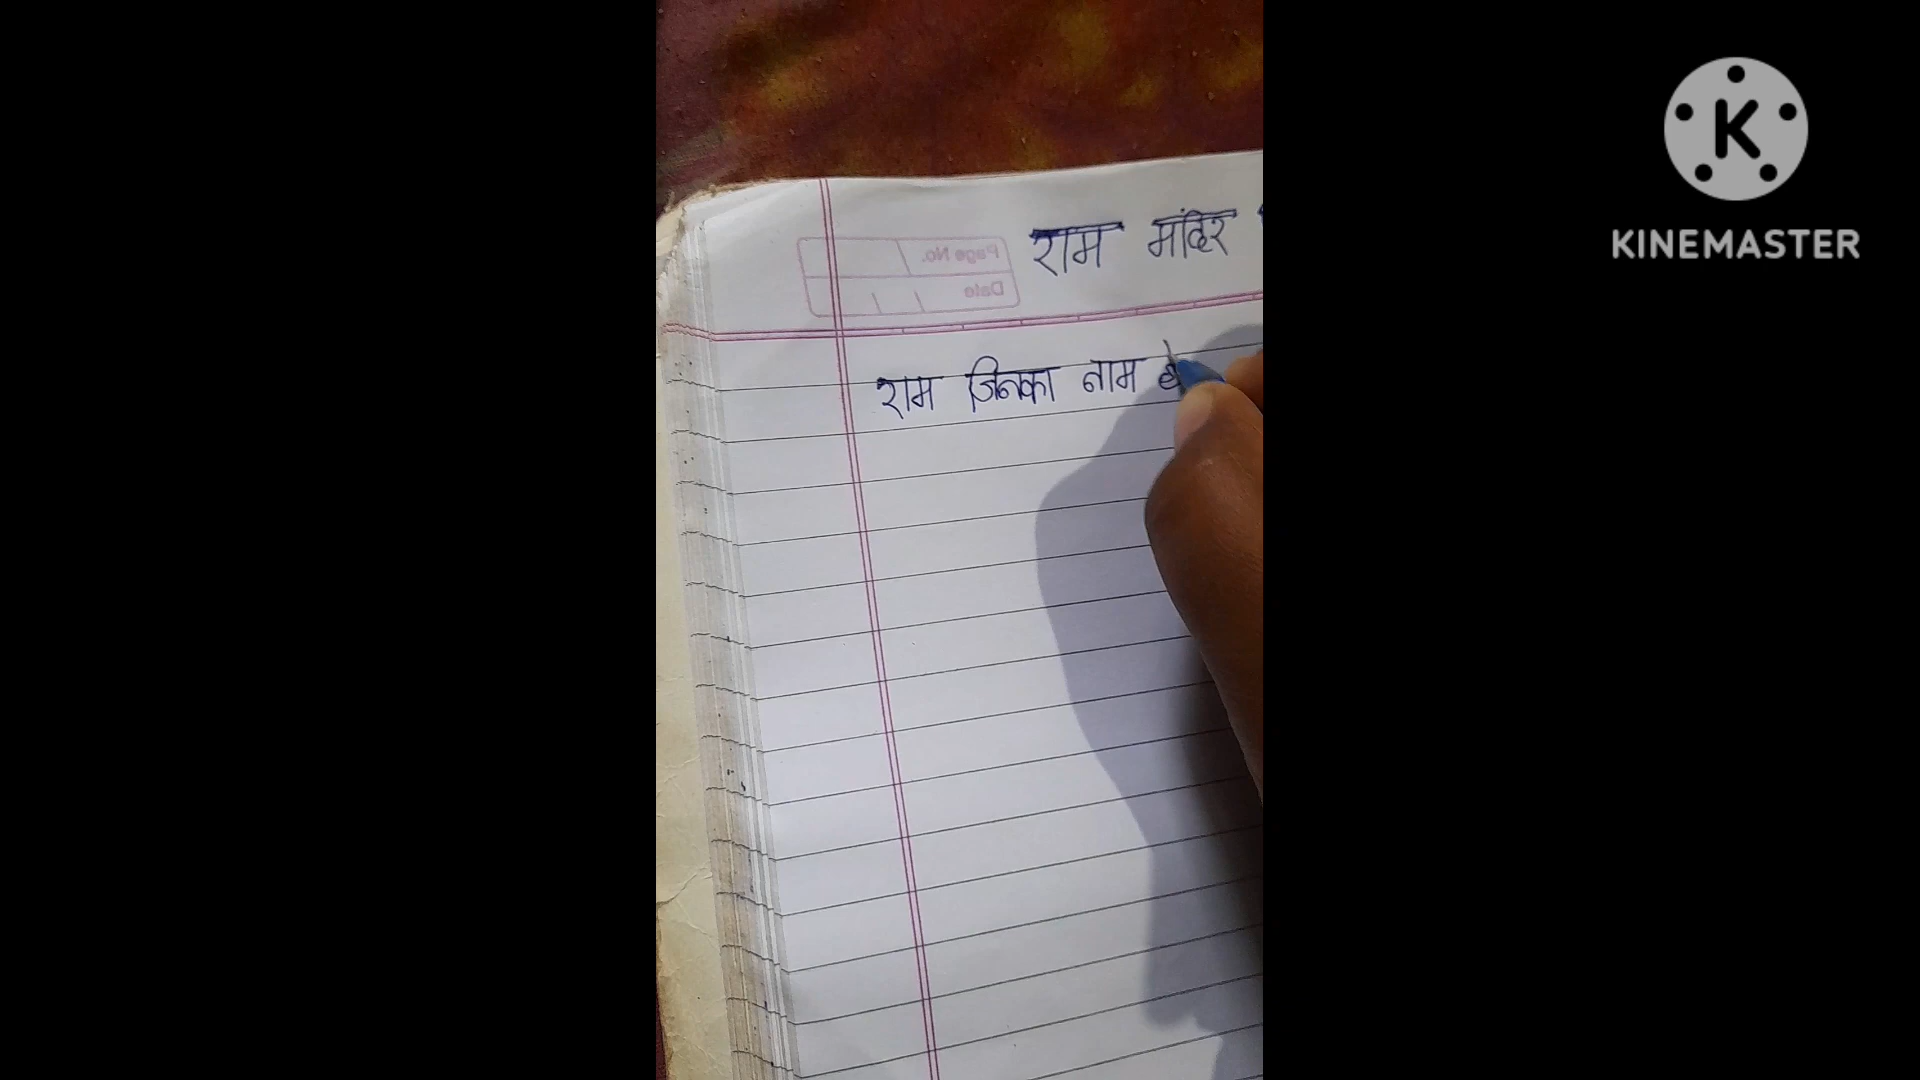 राम मंदिर
Page No.
Date
राम जिनका नाम
KINEMASTER